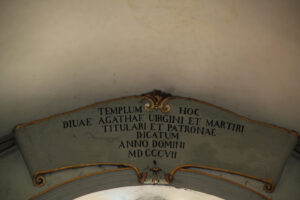 TEMPLUM HOC
DIUAE AGATHAE UIRGINI ET MARTIRI
TITULARI ET PATRONAE
DICATUM
ANNO DOMINI
MDCCCVII